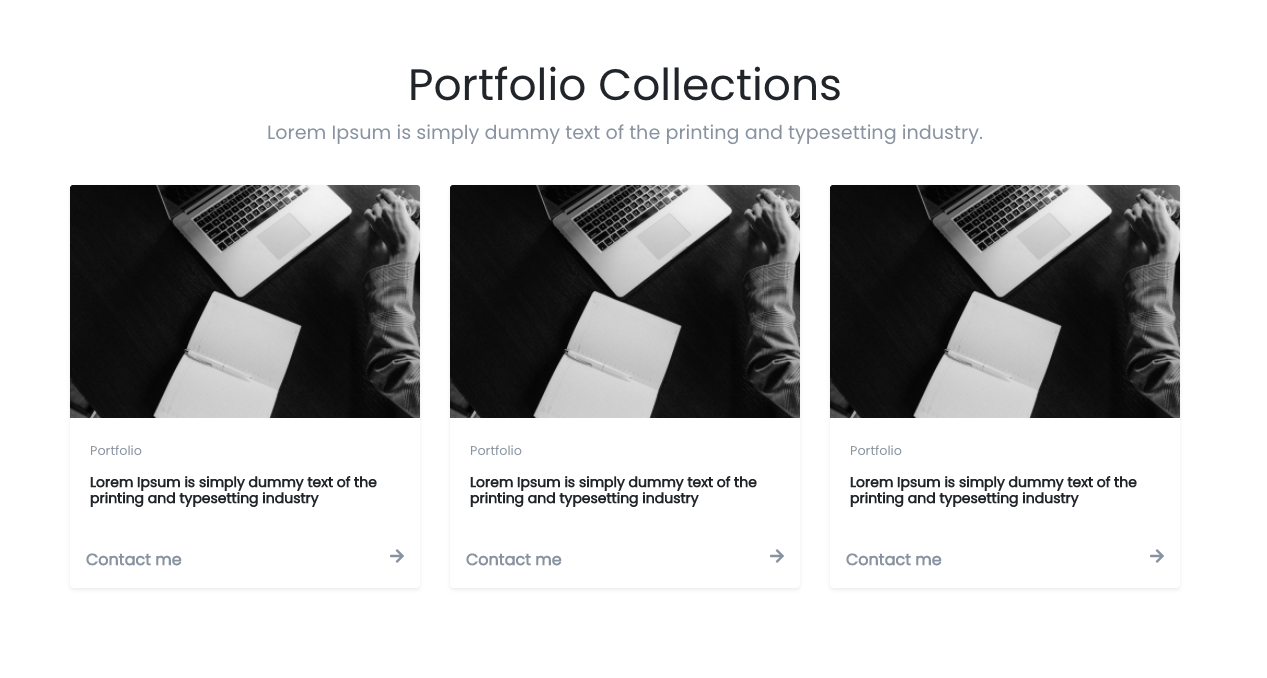 Portfolio Collections
Lorem Ipsum is simply dummy text of the printing and typesetting industry.
Portfolio
Lorem Ipsum is simply dummy text of the
printing and typesetting industry
Contact me
Portfolio
Lorem Ipsum is simply dummy text of the
printing and typesetting industry
Contact me
Portfolio
Lorem Ipsum is simply dummy text of the
printing and typesetting industry
Contact me